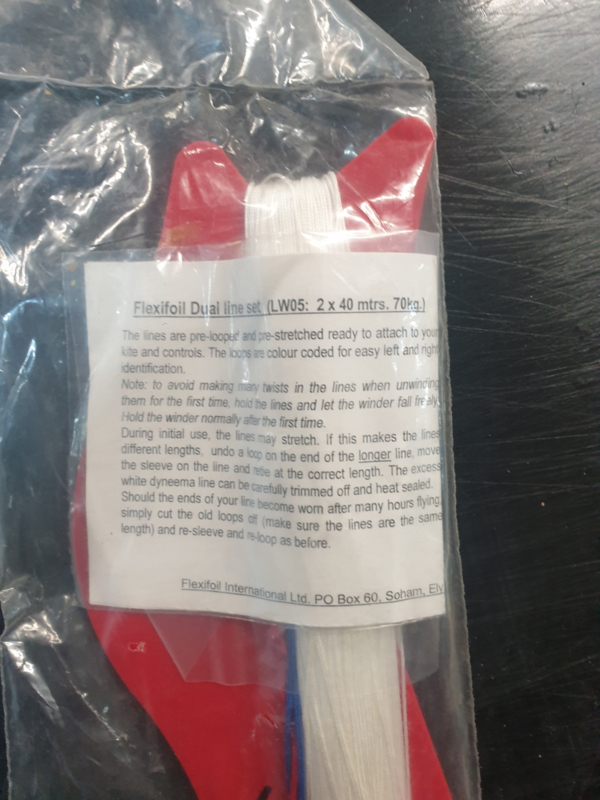 Flexifoil Dual line set (LW05: 2 x 40 mtrs. 70kg.)
The lines are pre-looped and pre-stretched ready to attach to your
kite and controls. The loops are colour coded for easy left and right
identification.
Note: to avoid making many twists in the lines when unwinding
them for the first time, hold the lines and let the winder fall freely.
Hold the winder normally after the first time.
During initial use, the lines may stretch. If this makes the lines
different lengths, undo a loop on the end of the longer line, move
the sleeve on the line and retie at the correct length. The excess
white dyneema line can be carefully trimmed off and heat sealed.
Should the ends of your line become worn after many hours flying,
simply cut the old loops off (make sure the lines are the same
length) and re-sleeve and re-loop as before.
Flexifoil International Ltd. PO Box 60, Soham, Ely